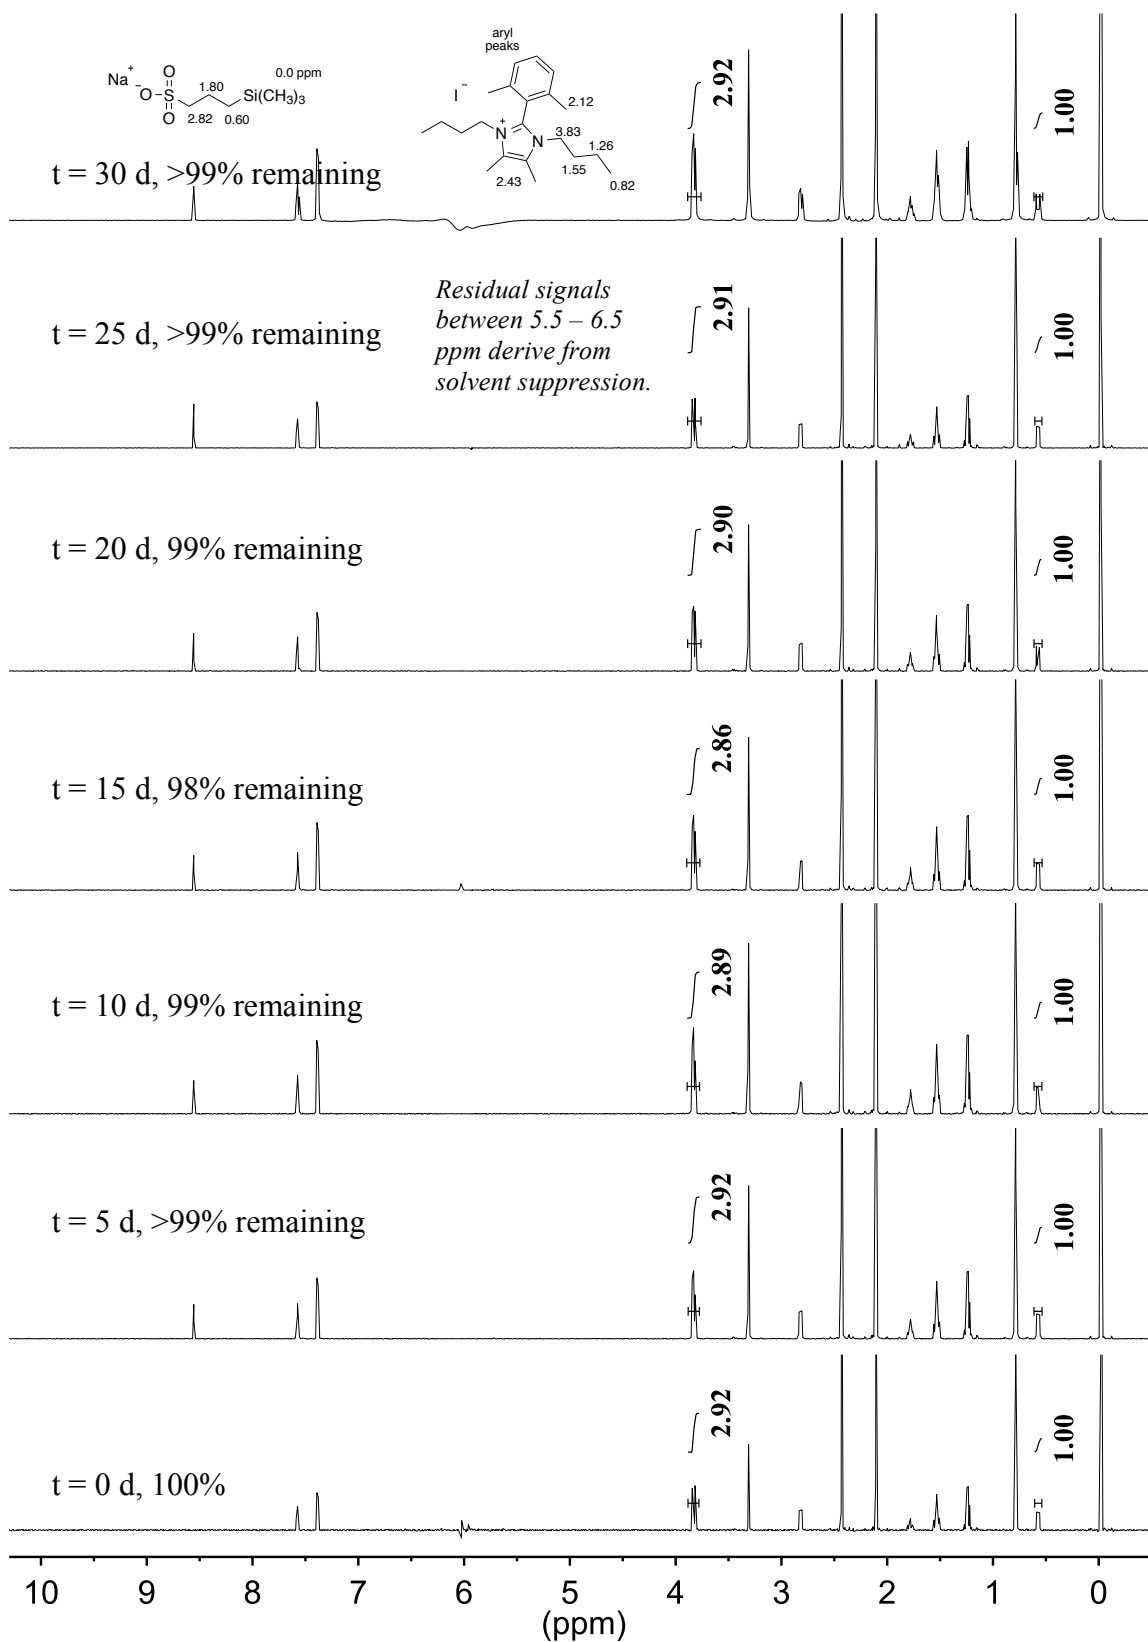 aryl
peaks
Na+
O
−O-S
O
1.80
0.0 ppm
Si(CH3)3
2.82
0.60
I−
2.12
N+
N
3.83
1.26
1.55
0.82
2.43
2.92
1.00
t = 30 d, >99% remaining
Residual signals
between 5.5 – 6.5
ppm derive from
solvent suppression.
2.91
1.00
t = 25 d, >99% remaining
2.90
1.00
t = 20 d, 99% remaining
2.86
1.00
t = 15 d, 98% remaining
2.89
1.00
t = 10 d, 99% remaining
2.92
1.00
t = 5 d, >99% remaining
2.92
1.00
t = 0 d, 100%
10 9 8 7 6 5 4 3 2 1 0
(ppm)